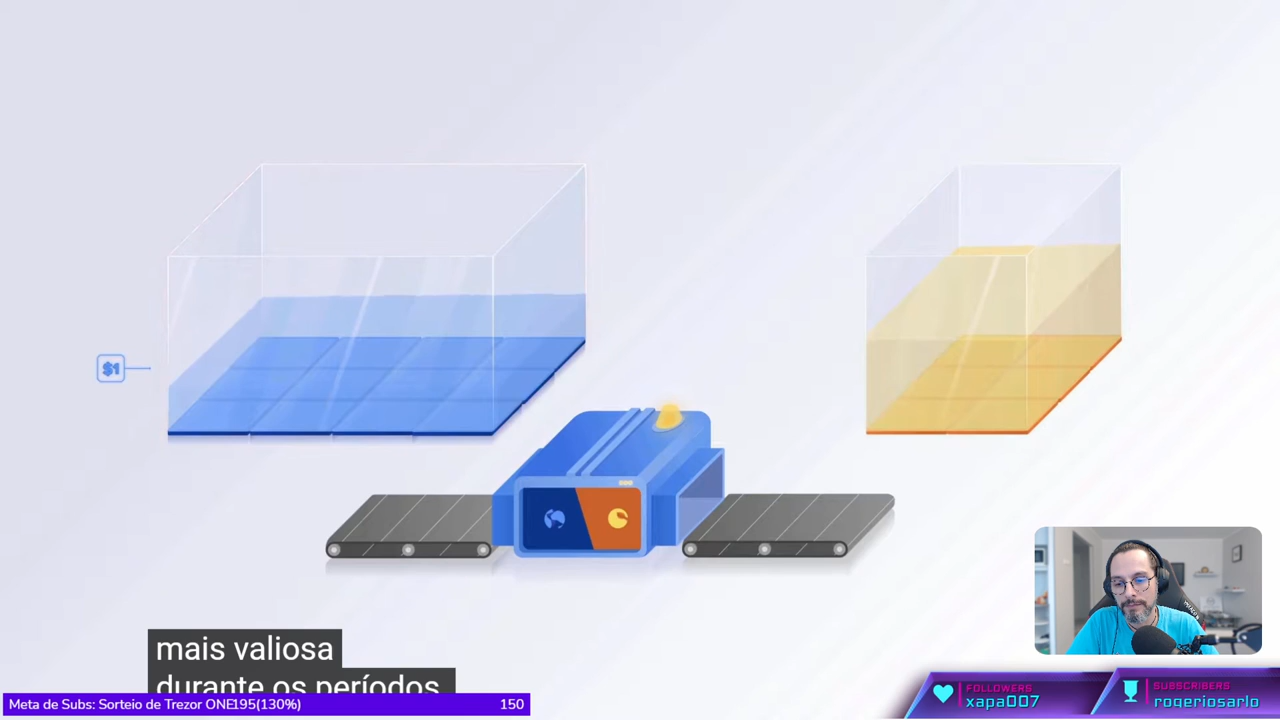 $1
mais valiosa
durante os períodos
Meta de Subs: Sorteio de Trezor ONE195(130%)
150
FOLLOWERS
xapa007
SUBSCRIBERS
rogeriosarlo